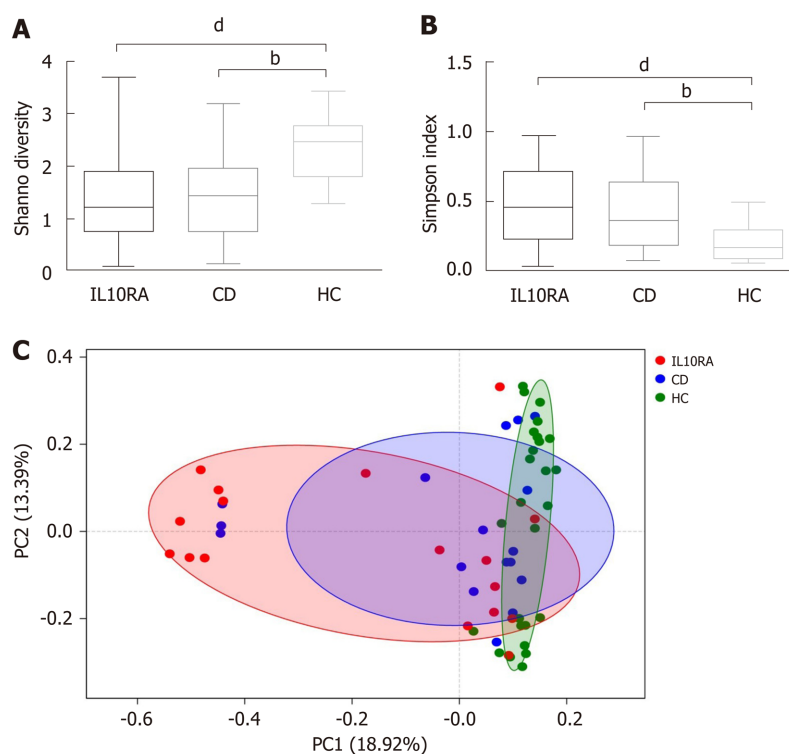 A
d
b
4
3
2
1
0
Shanno diversity
IL10RA
CD
HC
B
d
b
1.5
1.0
0.5
0.0
Simpson index
IL10RA
CD
HC
C
0.4
0.2
0.0
-0.2
PC2 (13.39%)
-0.6
-0.4
-0.2
-0.0
0.2
PC1 (18.92%)
IL10RA
CD
HC